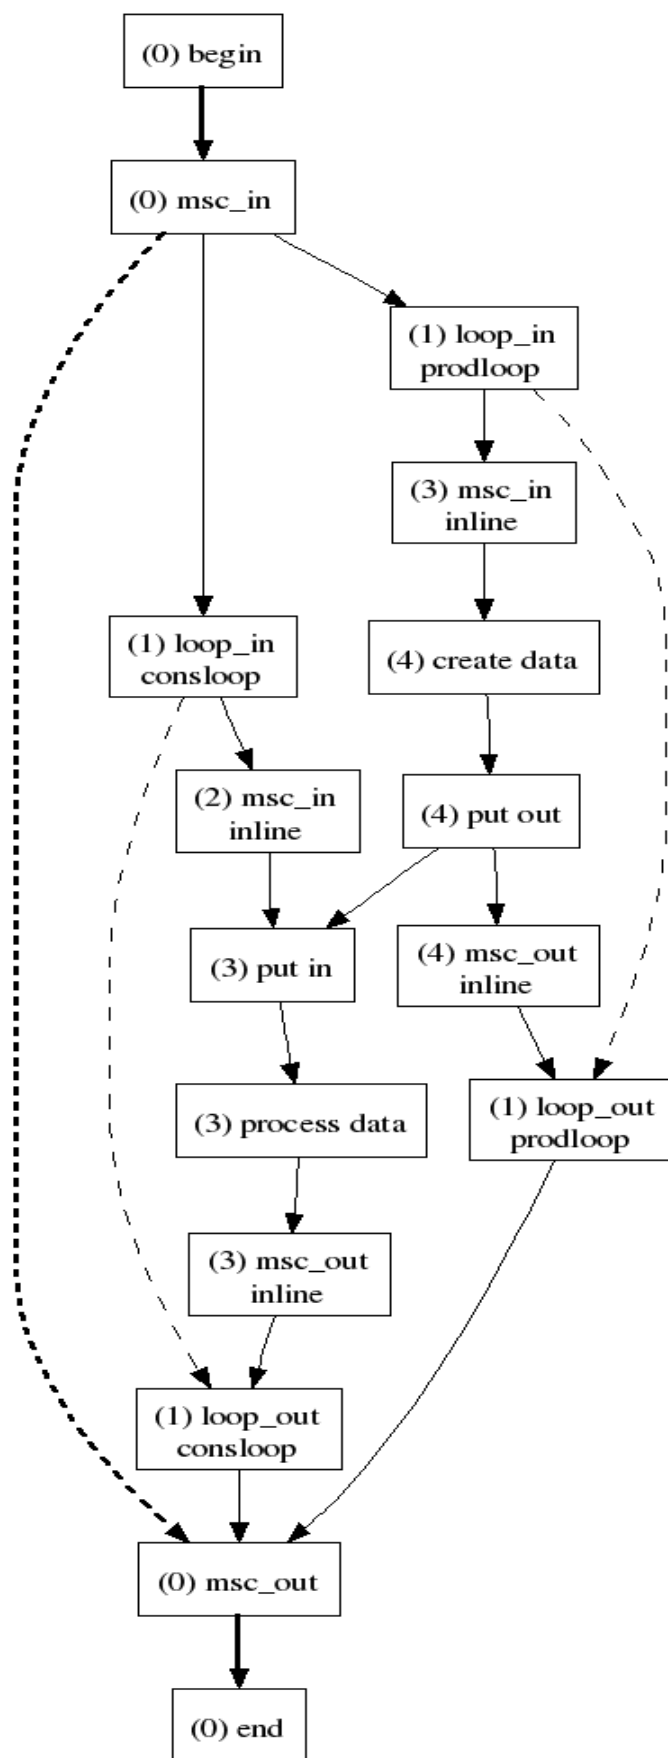 (0) begin
(0) msc_in
(1) loop_in
prodloop
(3) msc_in
inline
(1) loop_in
consloop
(4) create data
(2) msc_in
inline
(4) put out
(3) put in
(4) msc_out
inline
(3) process data
(1) loop_out
prodloop
(3) msc_out
inline
(1) loop_out
consloop
(0) msc_out
(0) end